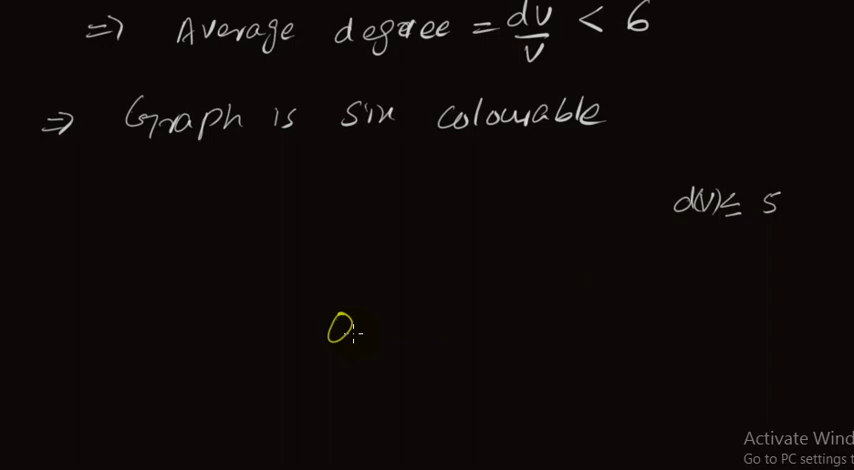 => Average degree = dv/v < 6
=> Graph is six colourable
d(v) ≤ 5
Activate Wind
Go to PC settings t